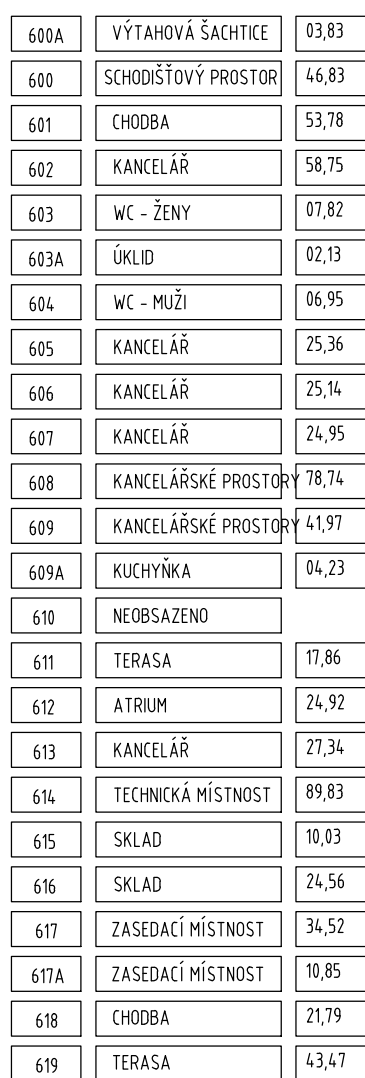 600A VÝTAHOVÁ ŠACHTICE 03,83
600 SCHODIŠŤOVÝ PROSTOR 46,83
601 CHODBA 53,78
602 KANCELÁŘ 58,75
603 WC - ŽENY 07,82
603A ÚKLID 02,13
604 WC - MUŽI 06,95
605 KANCELÁŘ 25,36
606 KANCELÁŘ 25,14
607 KANCELÁŘ 24,95
608 KANCELÁŘSKÉ PROSTORY 78,74
609 KANCELÁŘSKÉ PROSTORY 41,97
609A KUCHYŇKA 04,23
610 NEOBSAZENO
611 TERASA 17,86
612 ATRIUM 24,92
613 KANCELÁŘ 27,34
614 TECHNICKÁ MÍSTNOST 89,83
615 SKLAD 10,03
616 SKLAD 24,56
617 ZASEDACÍ MÍSTNOST 34,52
617A ZASEDACÍ MÍSTNOST 10,85
618 CHODBA 21,79
619 TERASA 43,47